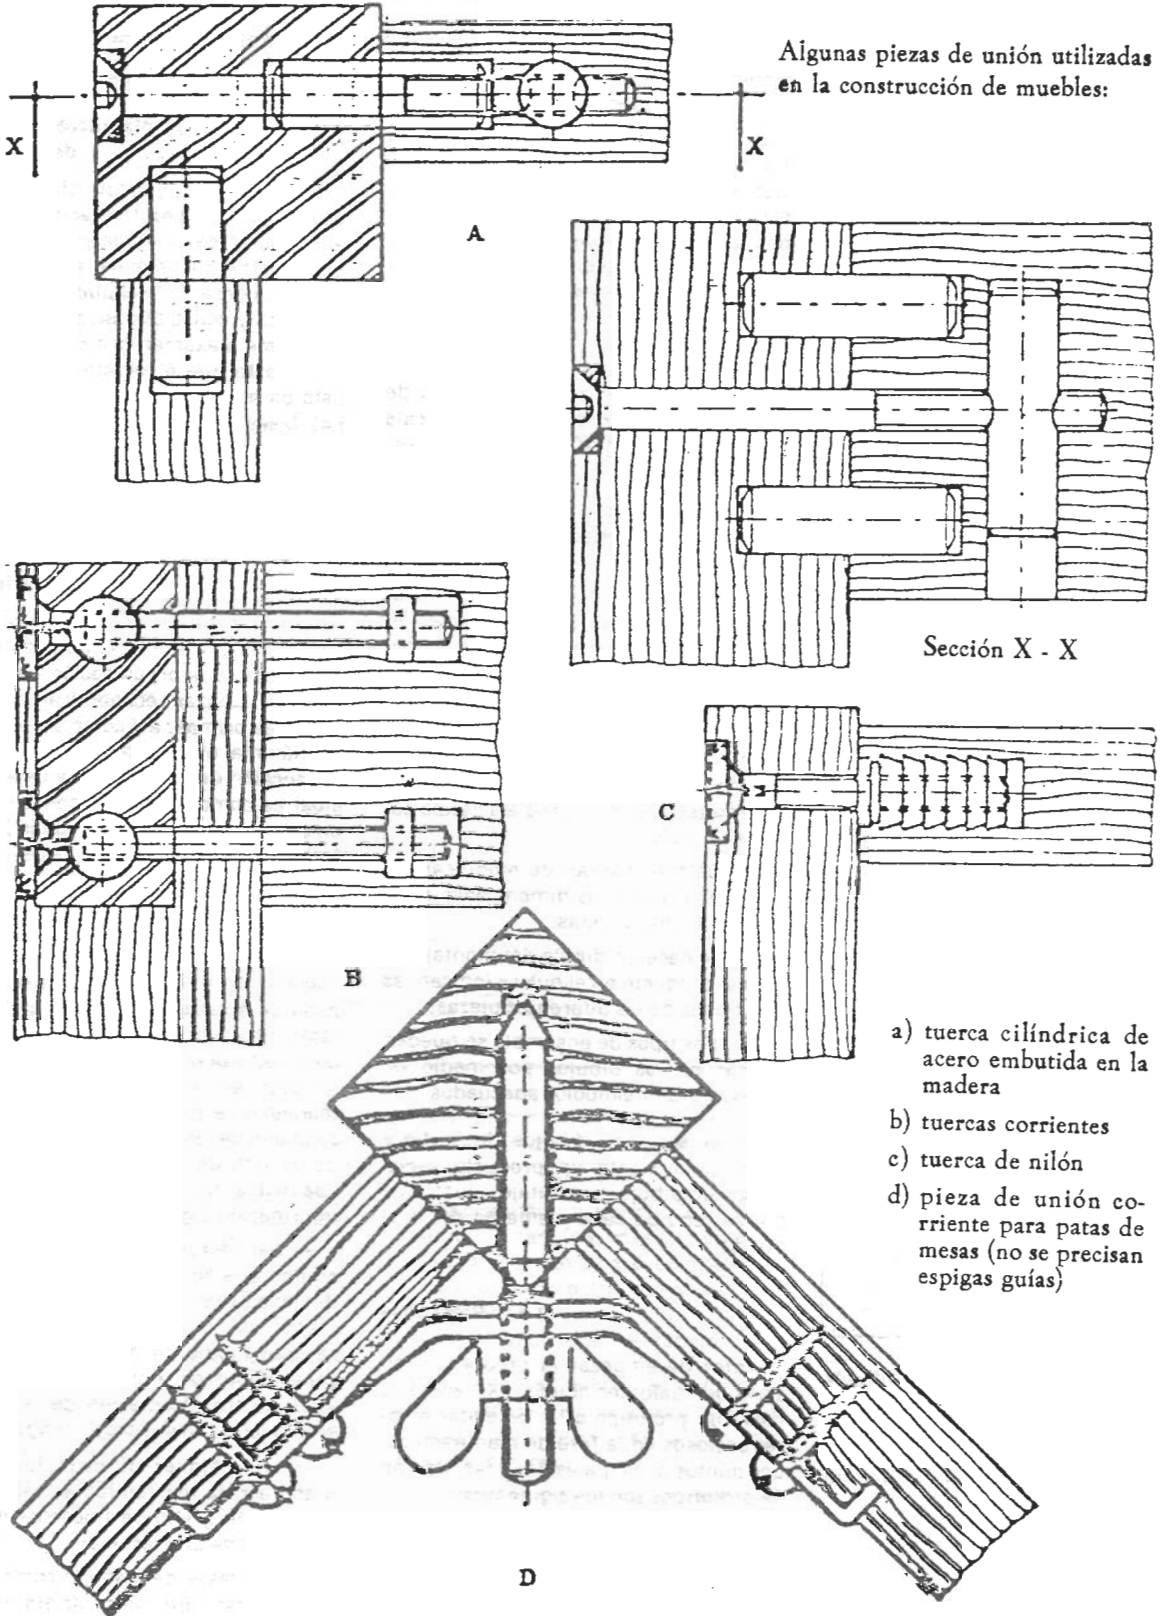 Algunas piezas de unión utilizadas
en la construcción de muebles:
X
X
A
Sección X - X
C
B
a) tuerca cilíndrica de
acero embutida en la
madera
b) tuercas corrientes
c) tuerca de nilón
d) pieza de unión co-
rriente para patas de
mesas (no se precisan
espigas guías)
D